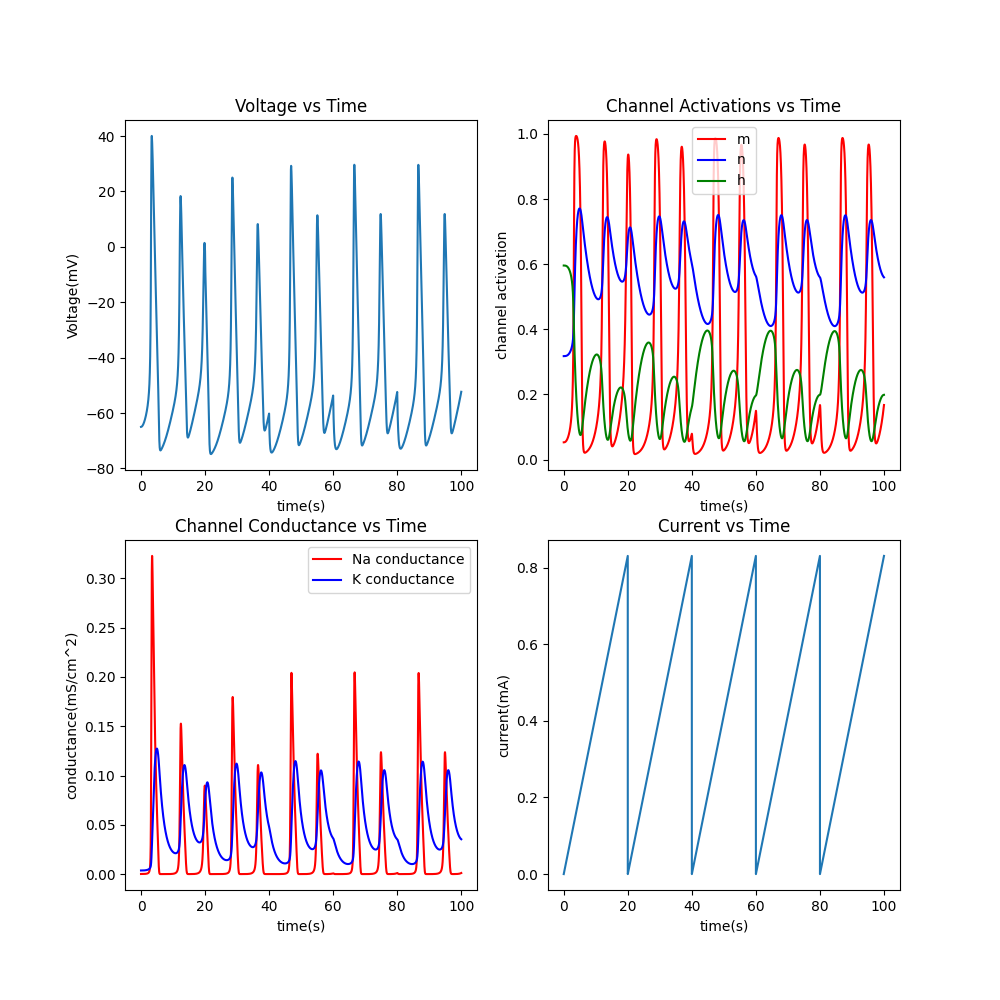 Voltage vs Time
Channel Activations vs Time
40
20
0
−20
−40
−60
−80
Voltage(mV)
0 20 40 60 80 100
time(s)
1.0
0.8
0.6
0.4
0.2
0.0
channel activation
m
n
h
0 20 40 60 80 100
time(s)
Channel Conductance vs Time
Current vs Time
0.30
0.25
0.20
0.15
0.10
0.05
0.00
conductance(mS/cm^2)
Na conductance
K conductance
0 20 40 60 80 100
time(s)
0.8
0.6
0.4
0.2
0.0
current(mA)
0 20 40 60 80 100
time(s)